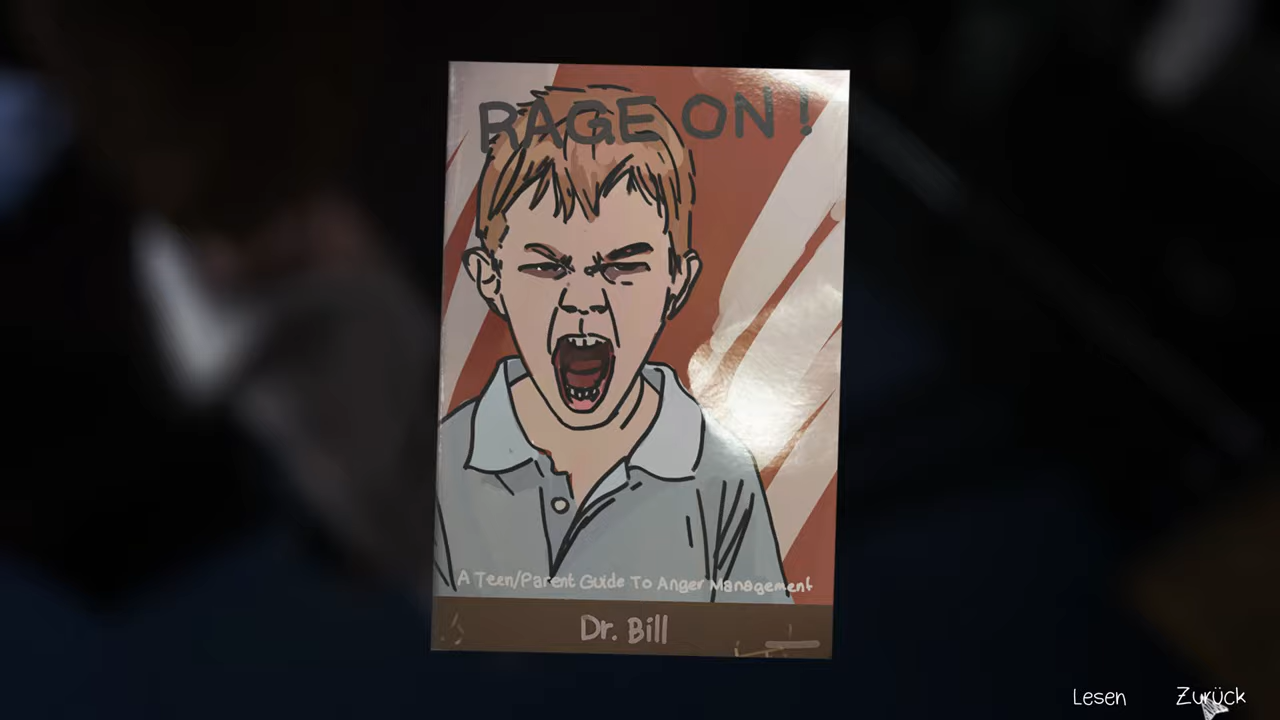 RAGE ON !
A Teen/Parent Guide To Anger Management
Dr. Bill
Lesen Zurück